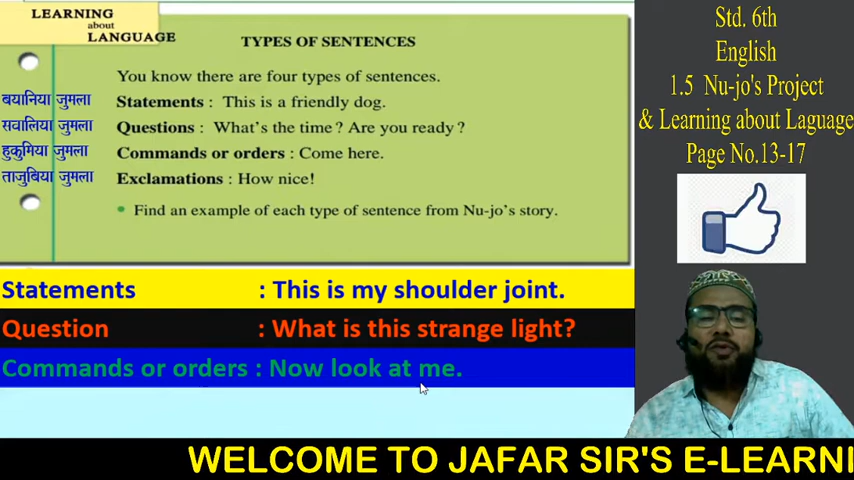 LEARNING
about
LANGUAGE
TYPES OF SENTENCES
You know there are four types of sentences.
बयानिया जुमला Statements : This is a friendly dog.
सवालिया जुमला Questions : What's the time? Are you ready?
हुकुमिया जुमला Commands or orders : Come here.
ताजुबिया जुमला Exclamations : How nice!
• Find an example of each type of sentence from Nu-jo's story.
Statements : This is my shoulder joint.
Question : What is this strange light?
Commands or orders : Now look at me.
Std. 6th
English
1.5 Nu-jo's Project
& Learning about Laguage
Page No.13-17
WELCOME TO JAFAR SIR'S E-LEARNI